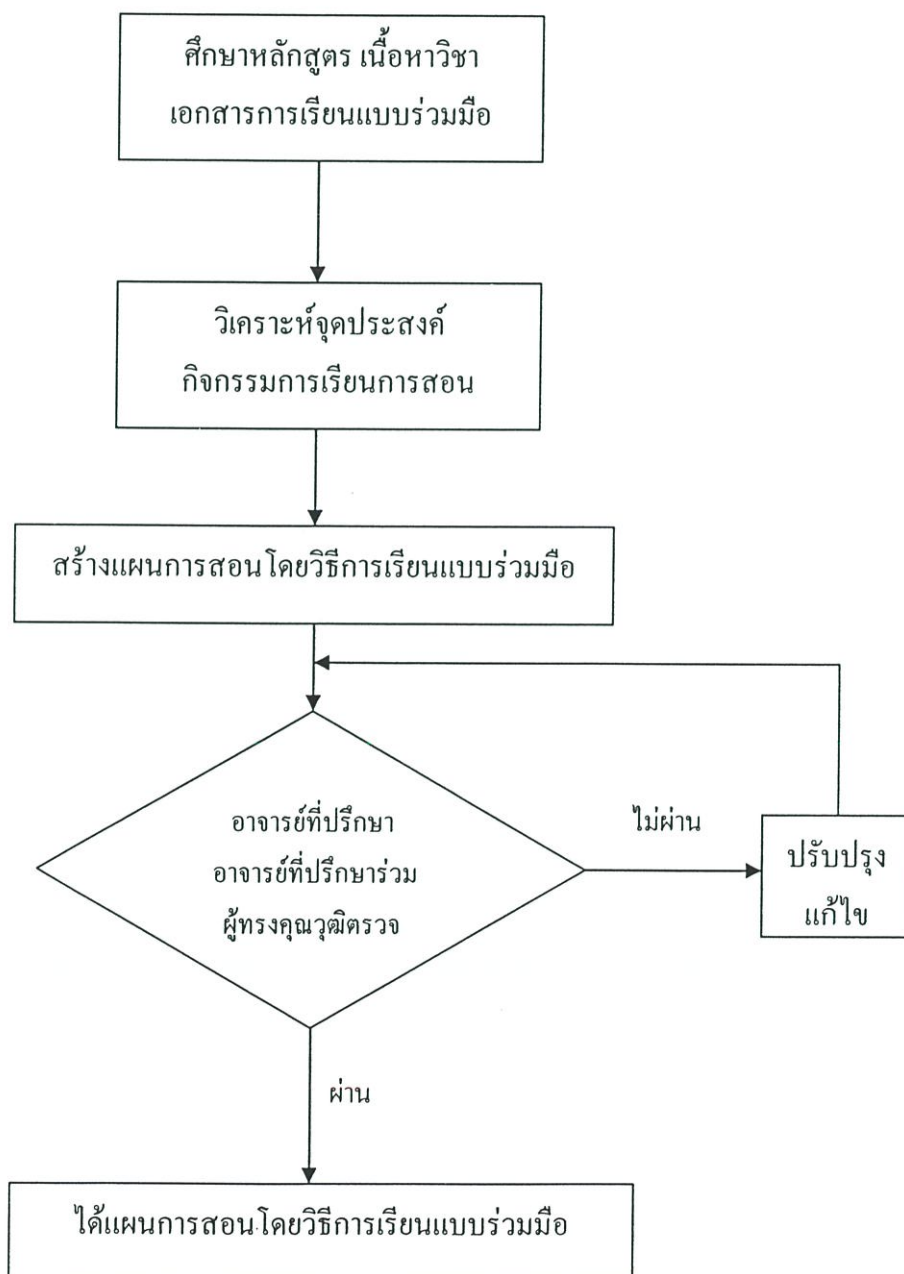 ศึกษาหลักสูตร เนื้อหาวิชา
เอกสารการเรียนแบบร่วมมือ
วิเคราะห์จุดประสงค์
กิจกรรมการเรียนการสอน
สร้างแผนการสอนโดยวิธีการเรียนแบบร่วมมือ
อาจารย์ที่ปรึกษา
อาจารย์ที่ปรึกษาร่วม
ผู้ทรงคุณวุฒิตรวจ
ไม่ผ่าน
ปรับปรุง
แก้ไข
ผ่าน
ได้แผนการสอนโดยวิธีการเรียนแบบร่วมมือ